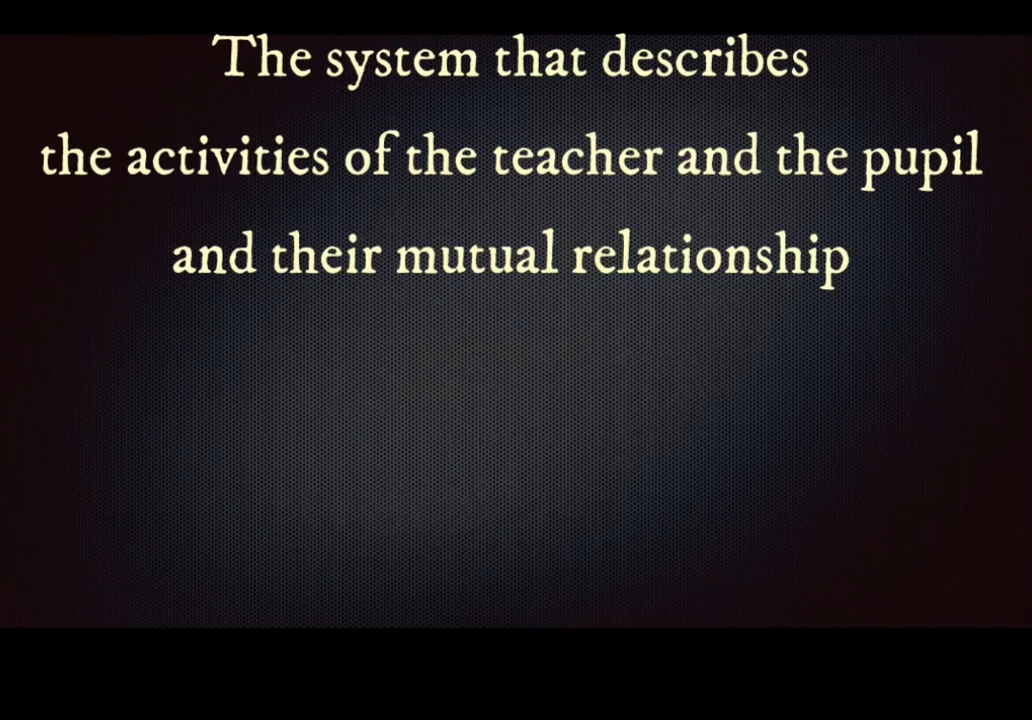 The system that describes
the activities of the teacher and the pupil
and their mutual relationship